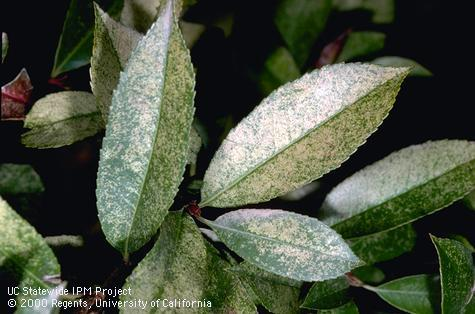 UC Statewide IPM Project
© 2000 Regents, University of California